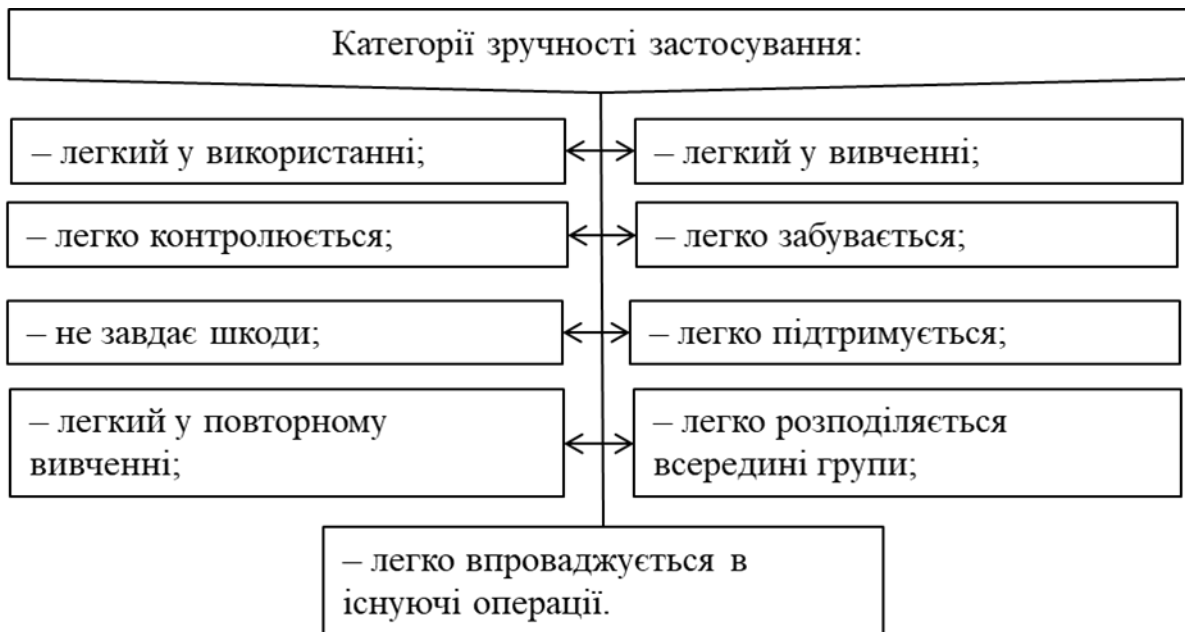 Категорії зручності застосування:
– легкий у використанні;
– легкий у вивченні;
– легко контролюється;
– легко забувається;
– не завдає шкоди;
– легко підтримується;
– легкий у повторному
вивченні;
– легко розподіляється
всередині групи;
– легко впроваджується в
існуючі операції.